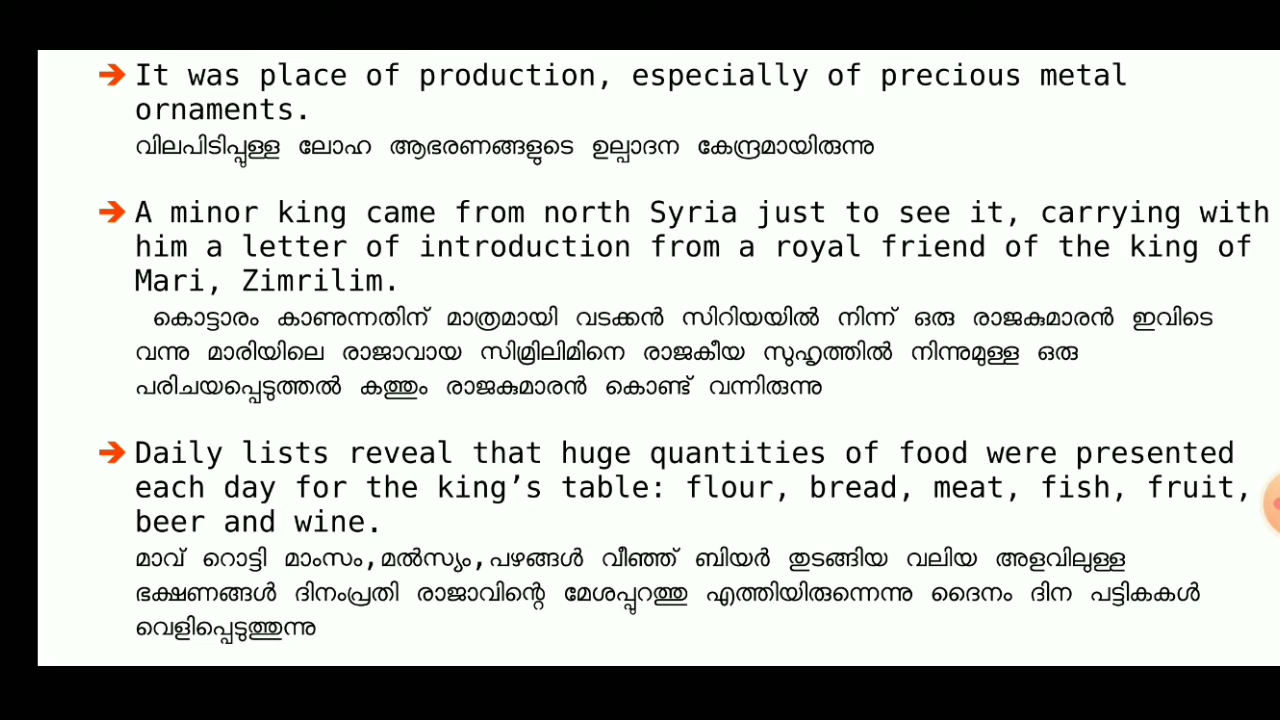 ➔ It was place of production, especially of precious metal
ornaments.
വിലപിടിപ്പുള്ള ലോഹ ആഭരണങ്ങളുടെ ഉല്പാദന കേന്ദ്രമായിരുന്നു
➔ A minor king came from north Syria just to see it, carrying with
him a letter of introduction from a royal friend of the king of
Mari, Zimrilim.
കൊട്ടാരം കാണുന്നതിന് മാത്രമായി വടക്കൻ സിറിയയിൽ നിന്ന് ഒരു രാജകുമാരൻ ഇവിടെ
വന്നു മാരിയിലെ രാജാവായ സിമ്രിലിമിനെ രാജകീയ സുഹൃത്തിൽ നിന്നുമുള്ള ഒരു
പരിചയപ്പെടുത്തൽ കത്തും രാജകുമാരൻ കൊണ്ട് വന്നിരുന്നു
➔ Daily lists reveal that huge quantities of food were presented
each day for the king’s table: flour, bread, meat, fish, fruit,
beer and wine.
മാവ് റൊട്ടി മാംസം,മൽസ്യം,പഴങ്ങൾ വീഞ്ഞ് ബിയർ തുടങ്ങിയ വലിയ അളവിലുള്ള
ഭക്ഷണങ്ങൾ ദിനംപ്രതി രാജാവിന്റെ മേശപ്പുറത്തു എത്തിയിരുന്നെന്നു ദൈനം ദിന പട്ടികകൾ
വെളിപ്പെടുത്തുന്നു